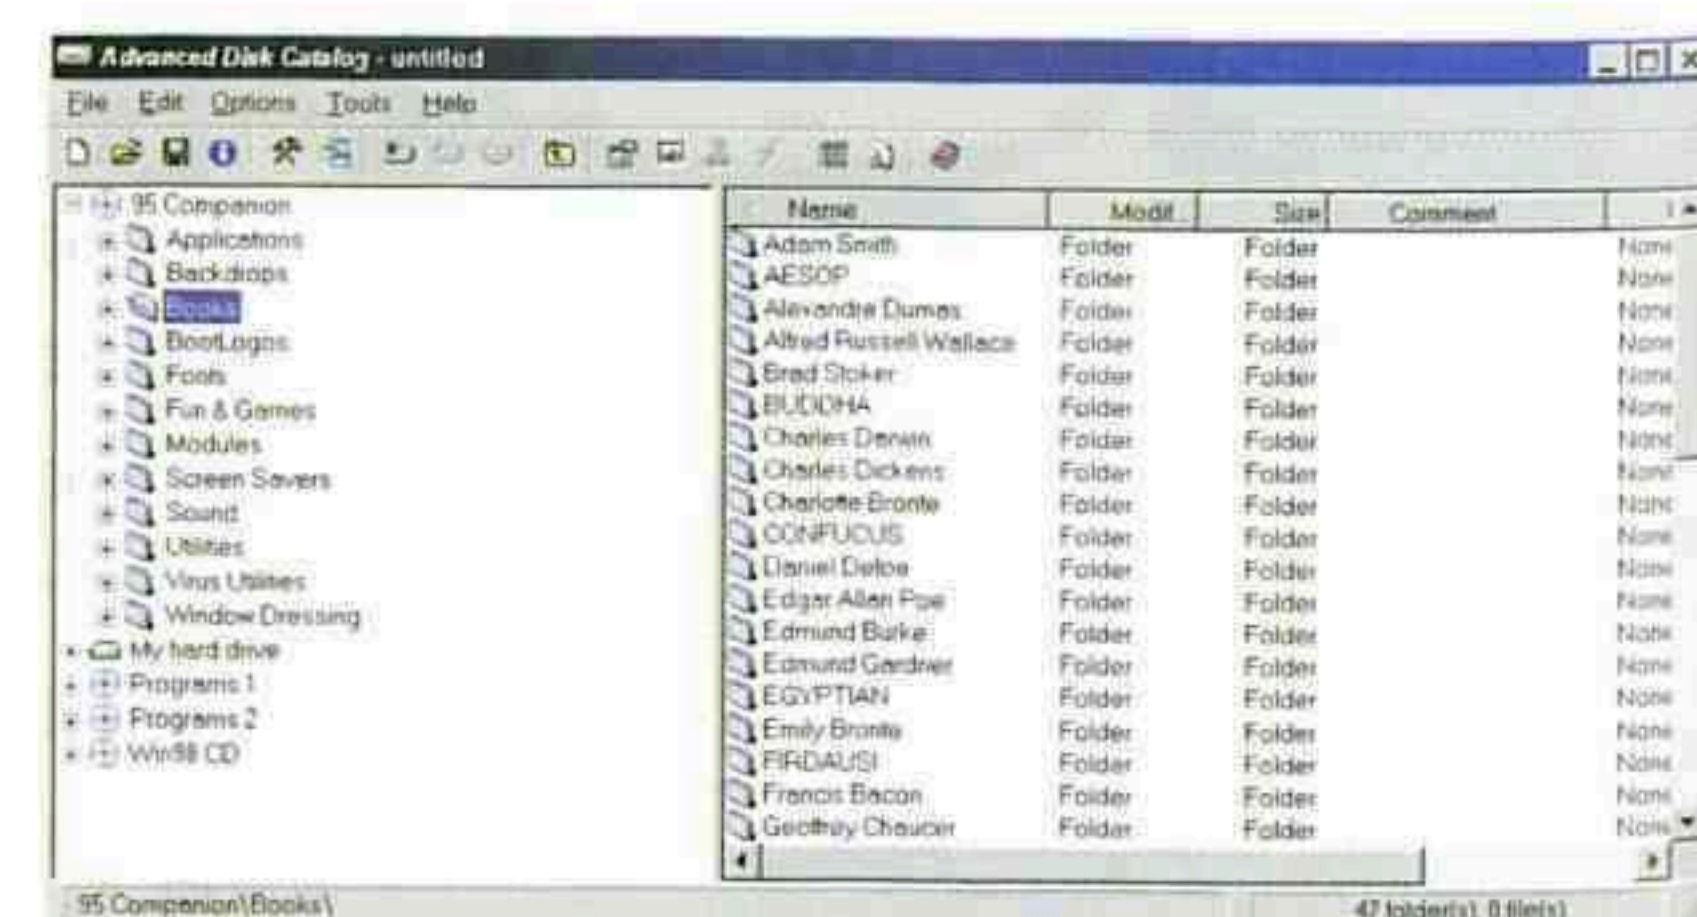 Advanced Disk Catalog - untitled
File Edit Options Tools Help
95 Companion
Applications
Backdrops
Books
BootLogos
Fonts
Fun & Games
Modules
Screen Savers
Sound
Utilities
Virus Utilities
Window Dressing
My hard drive
Programs 1
Programs 2
Win98 CD
Name Modif... Size Comment
Adam Smith Folder Folder None
AESOP Folder Folder None
Alexandre Dumas Folder Folder None
Alfred Russell Wallace Folder Folder None
Brad Stoker Folder Folder None
BUDDHA Folder Folder None
Charles Darwin Folder Folder None
Charles Dickens Folder Folder None
Charlotte Bronte Folder Folder None
CONFUCUS Folder Folder None
Daniel Defoe Folder Folder None
Edgar Allan Poe Folder Folder None
Edmund Burke Folder Folder None
Edmund Gardner Folder Folder None
EGYPTIAN Folder Folder None
Emily Bronte Folder Folder None
FIRDAUSI Folder Folder None
Francis Bacon Folder Folder None
Geoffrey Chaucer Folder Folder None
95 Companion\Books\ 47 folder(s), 0 file(s)